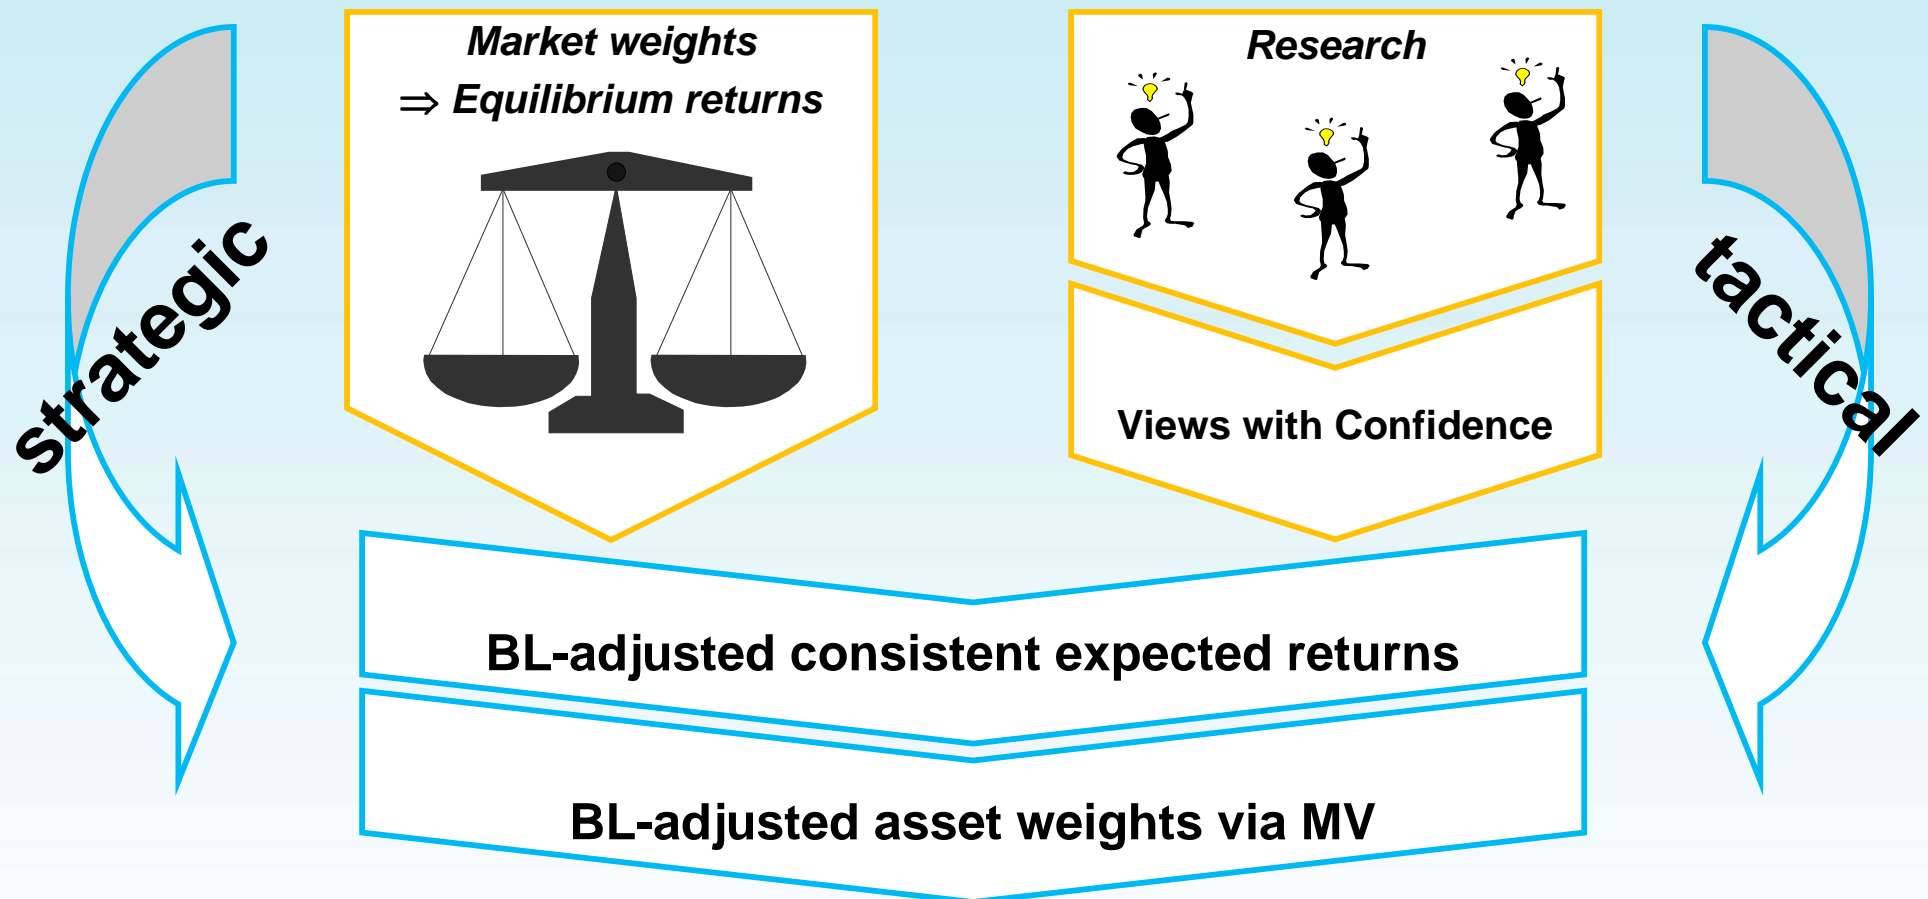 Market weights
⇒ Equilibrium returns
Research
strategic
tactical
Views with Confidence
BL-adjusted consistent expected returns
BL-adjusted asset weights via MV